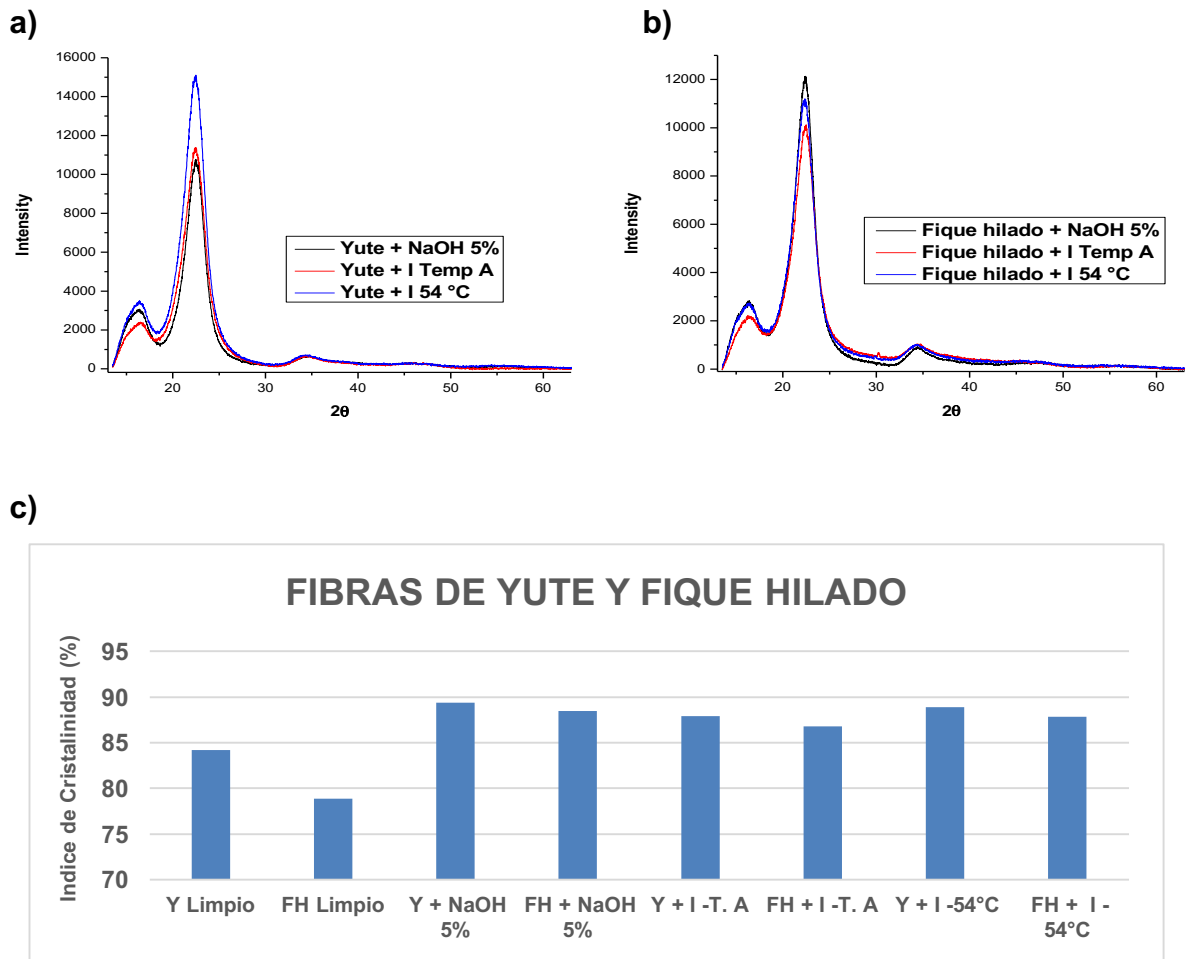 a)
16000
14000
12000
10000
8000
6000
4000
2000
0
Intensity
Yute + NaOH 5%
Yute + I Temp A
Yute + I 54 °C
20
30
40
50
60
2θ
b)
12000
10000
8000
6000
4000
2000
0
Intensity
Fique hilado + NaOH 5%
Fique hilado + I Temp A
Fique hilado + I 54 °C
20
30
40
50
60
2θ
c)
FIBRAS DE YUTE Y FIQUE HILADO
Indice de Cristalinidad (%)
95
90
85
80
75
70
Y Limpio
FH Limpio
Y + NaOH
5%
FH + NaOH
5%
Y + I -T. A
FH + I -T. A
Y + I -54°C
FH + I -
54°C